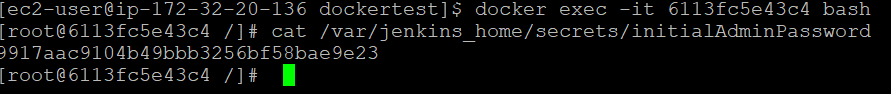 [ec2-user@ip-172-32-20-136 dockertest]$ docker exec -it 6113fc5e43c4 bash
[root@6113fc5e43c4 /]# cat /var/jenkins_home/secrets/initialAdminPassword
9917aac9104b49bbb3256bf58bae9e23
[root@6113fc5e43c4 /]#